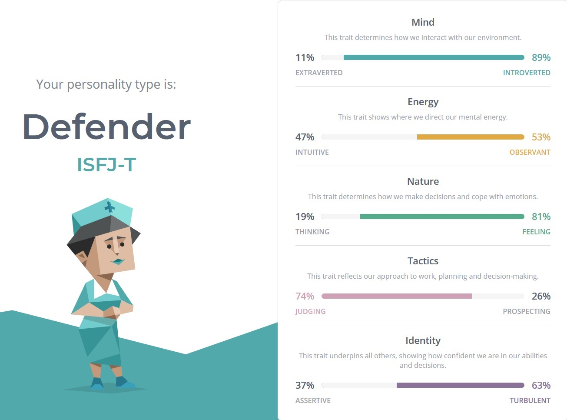 Your personality type is:
Defender
ISFJ-T
Mind
This trait determines how we interact with our environment.
11% 89%
EXTRAVERTED INTROVERTED
Energy
This trait shows where we direct our mental energy.
47% 53%
INTUITIVE OBSERVANT
Nature
This trait determines how we make decisions and cope with emotions.
19% 81%
THINKING FEELING
Tactics
This trait reflects our approach to work, planning and decision-making.
74% 26%
JUDGING PROSPECTING
Identity
This trait underpins all others, showing how confident we are in our abilities
and decisions.
37% 63%
ASSERTIVE TURBULENT